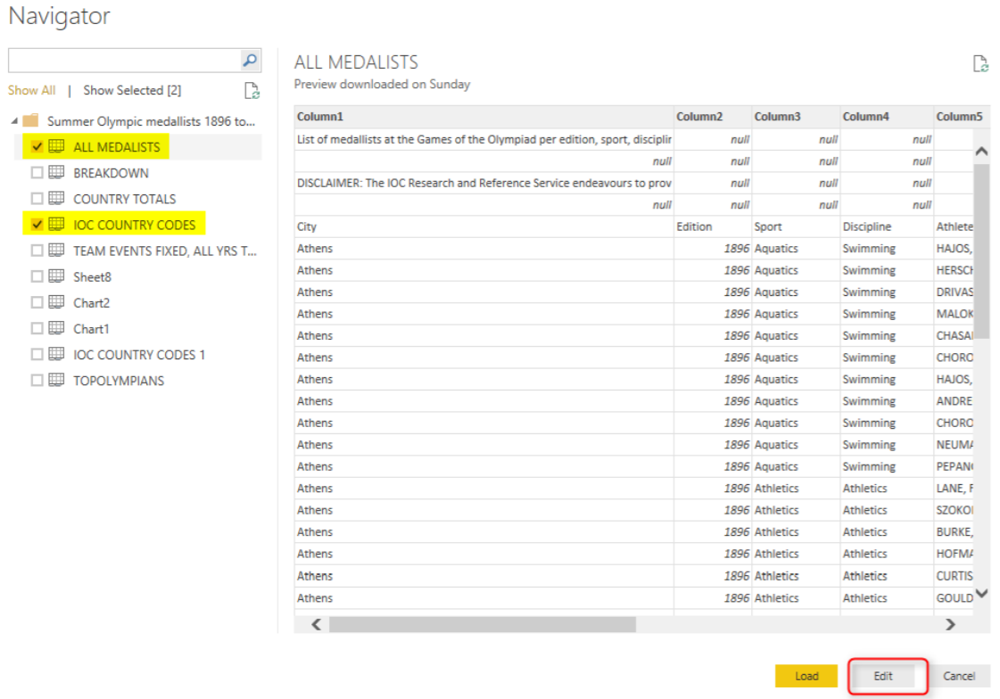 Navigator
Show All | Show Selected [2]
Summer Olympic medallists 1896 to...
ALL MEDALISTS
BREAKDOWN
COUNTRY TOTALS
IOC COUNTRY CODES
TEAM EVENTS FIXED, ALL YRS T...
Sheet8
Chart2
Chart1
IOC COUNTRY CODES 1
TOPOLYMPIANS
ALL MEDALISTS
Preview downloaded on Sunday
Column1 Column2 Column3 Column4 Column5
List of medallists at the Games of the Olympiad per edition, sport, disciplin null null null
null null null null
DISCLAIMER: The IOC Research and Reference Service endeavours to prov null null null
null null null null
City Edition Sport Discipline Athlete
Athens 1896 Aquatics Swimming HAJOS,
Athens 1896 Aquatics Swimming HERSCH
Athens 1896 Aquatics Swimming DRIVAS
Athens 1896 Aquatics Swimming MALOK
Athens 1896 Aquatics Swimming CHASAI
Athens 1896 Aquatics Swimming CHORO
Athens 1896 Aquatics Swimming HAJOS,
Athens 1896 Aquatics Swimming ANDRE
Athens 1896 Aquatics Swimming CHORO
Athens 1896 Aquatics Swimming NEUMA
Athens 1896 Aquatics Swimming PEPAN
Athens 1896 Athletics Athletics LANE, F
Athens 1896 Athletics Athletics SZOKOI
Athens 1896 Athletics Athletics BURKE,
Athens 1896 Athletics Athletics HOFMA
Athens 1896 Athletics Athletics CURTIS
Athens 1896 Athletics Athletics GOULD
Load Edit Cancel